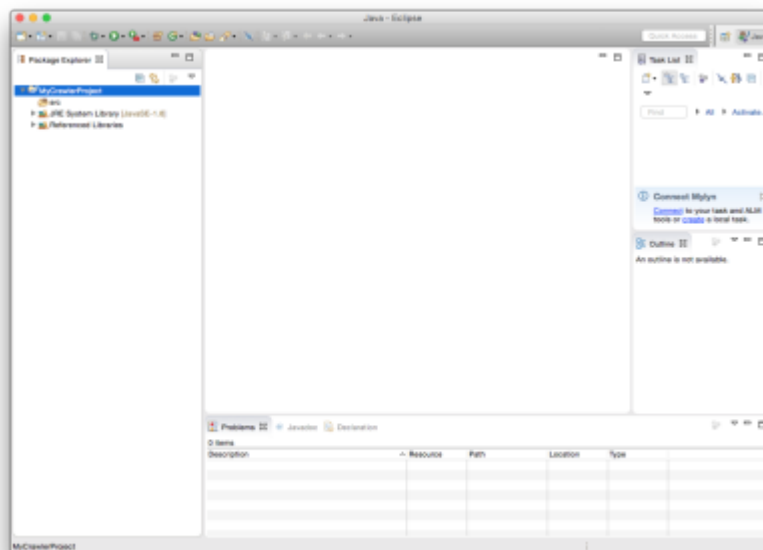 Java - Eclipse
Quick Access
Jav
Package Explorer
MyCrawlerProject
src
JRE System Library [JavaSE-1.8]
Referenced Libraries
Task List
Find
All
Activate
Connect Mylyn
Connect to your task and ALM
tools or create a local task.
Outline
An outline is not available.
Problems
Javadoc
Declaration
0 items
Description
Resource
Path
Location
Type
MyCrawlerProject